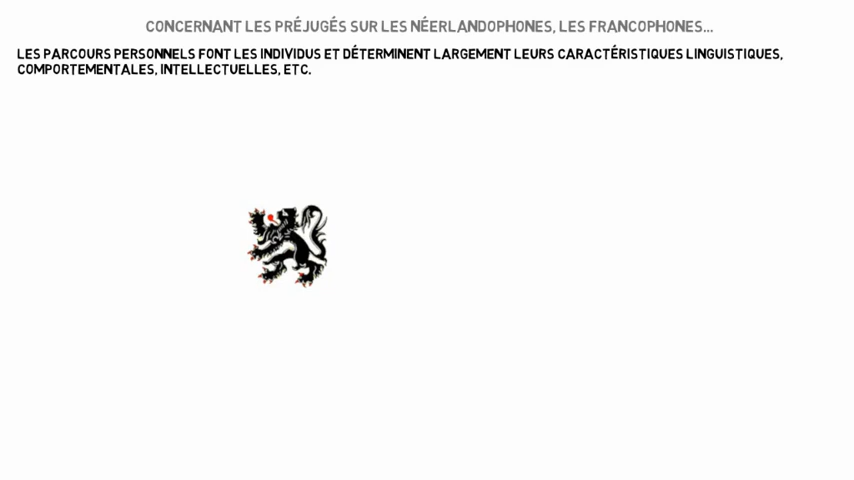 CONCERNANT LES PRÉJUGÉS SUR LES NÉERLANDOPHONES, LES FRANCOPHONES...
LES PARCOURS PERSONNELS FONT LES INDIVIDUS ET DÉTERMINENT LARGEMENT LEURS CARACTÉRISTIQUES LINGUISTIQUES,
COMPORTEMENTALES, INTELLECTUELLES, ETC.